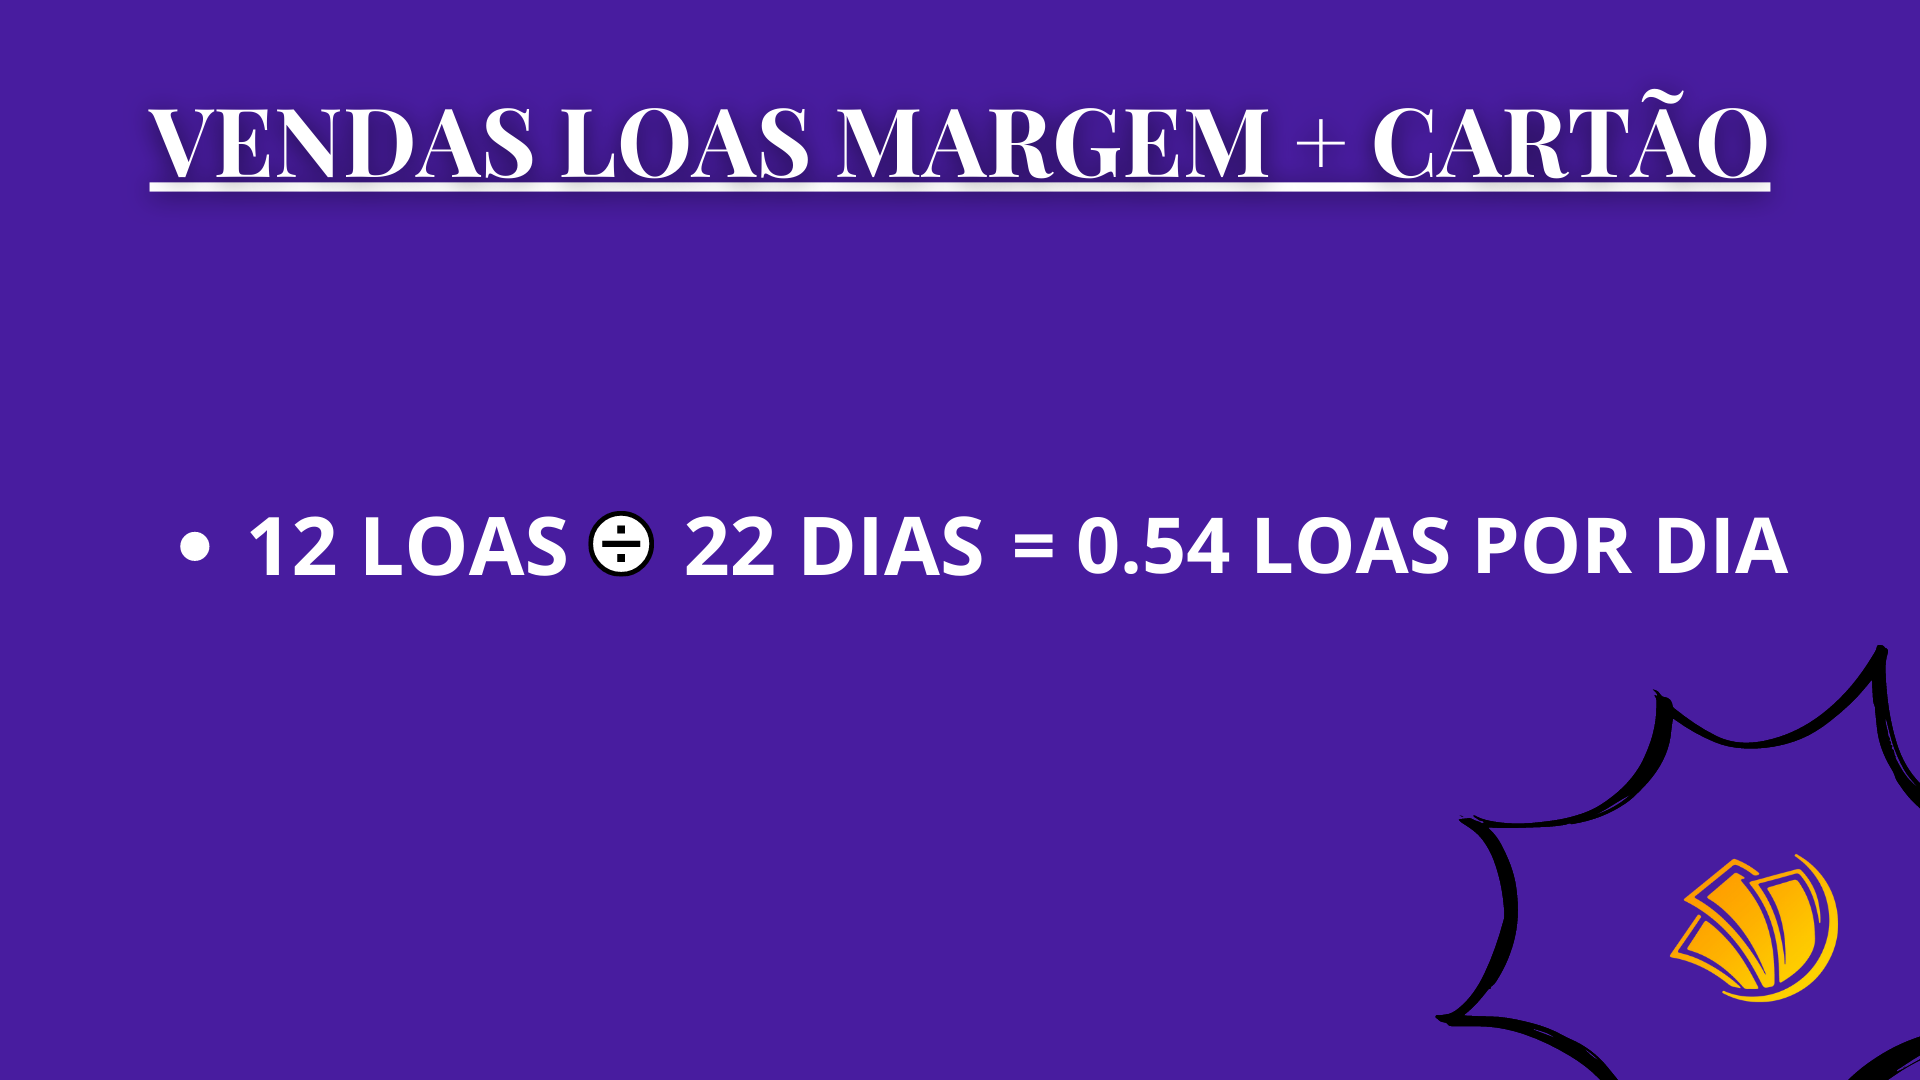 VENDAS LOAS MARGEM + CARTÃO
• 12 LOAS ÷ 22 DIAS = 0.54 LOAS POR DIA